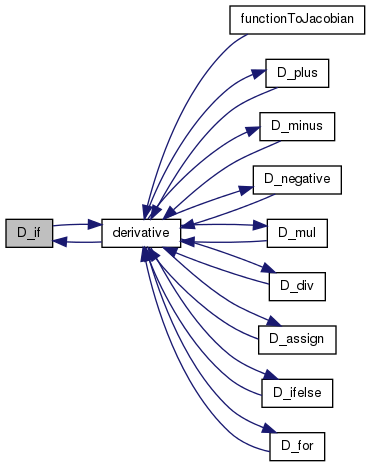 functionToJacobian
D_plus
D_minus
D_negative
D_if
derivative
D_mul
D_div
D_assign
D_ifelse
D_for